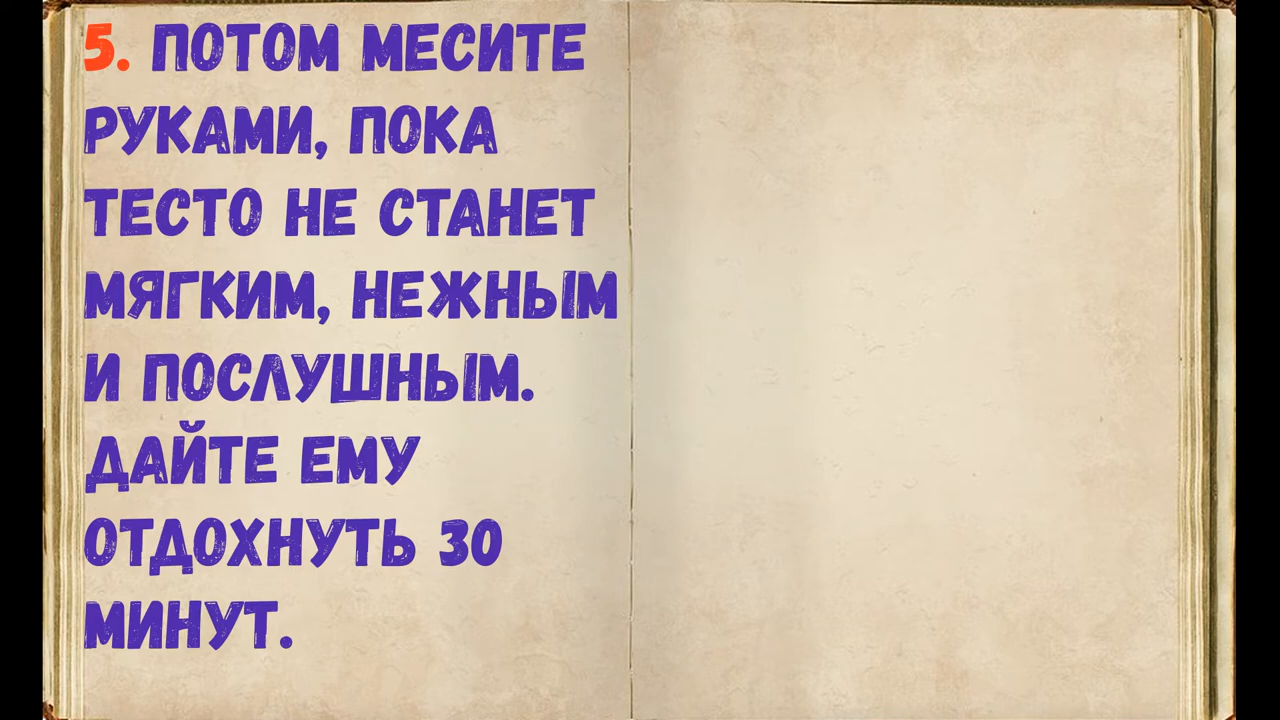 5. ПОТОМ МЕСИТЕ
РУКАМИ, ПОКА
ТЕСТО НЕ СТАНЕТ
МЯГКИМ, НЕЖНЫМ
И ПОСЛУШНЫМ.
ДАЙТЕ ЕМУ
ОТДОХНУТЬ 30
МИНУТ.